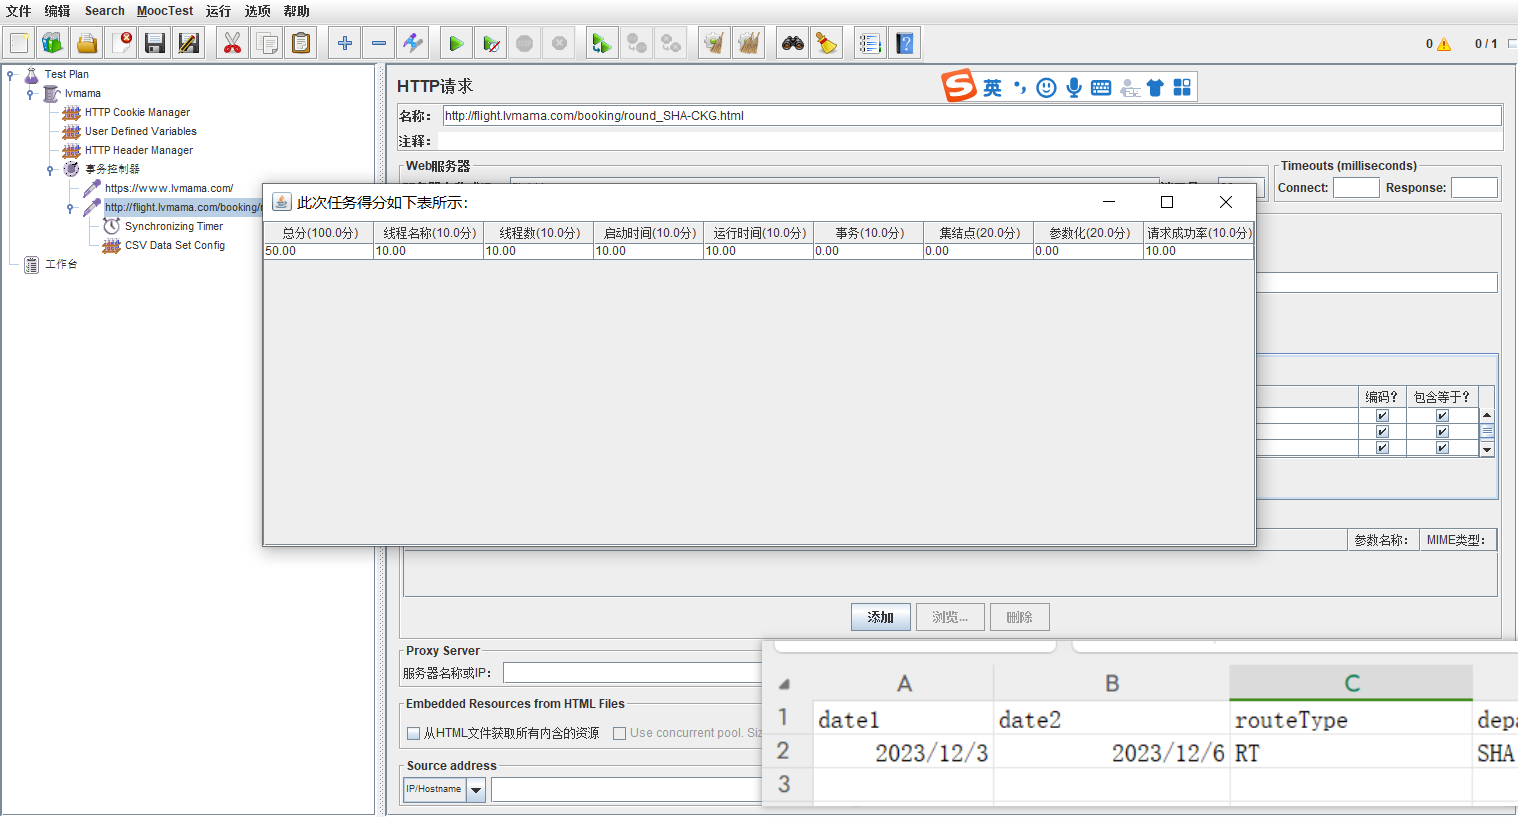 文件 编辑 Search MoocTest 运行 选项 帮助
0 0 / 1
Test Plan
lvmama
HTTP Cookie Manager
User Defined Variables
HTTP Header Manager
事务控制器
https://www.lvmama.com/
http://flight.lvmama.com/booking/
Synchronizing Timer
CSV Data Set Config
工作台
HTTP请求
英
名称: http://flight.lvmama.com/booking/round_SHA-CKG.html
注释:
Web服务器
Timeouts (milliseconds)
Connect: Response:
此次任务得分如下表所示:
总分(100.0分) 线程名称(10.0分) 线程数(10.0分) 启动时间(10.0分) 运行时间(10.0分) 事务(10.0分) 集结点(20.0分) 参数化(20.0分) 请求成功率(10.0分)
50.00 10.00 10.00 10.00 10.00 0.00 0.00 0.00 10.00
编码? 包含等于?
参数名称: MIME类型:
添加 浏览... 删除
Proxy Server
服务器名称或IP:
Embedded Resources from HTML Files
从HTML文件获取所有内含的资源 Use concurrent pool. Siz
Source address
IP/Hostname
A B C
1 date1 date2 routeType depa
2 2023/12/3 2023/12/6 RT SHA
3